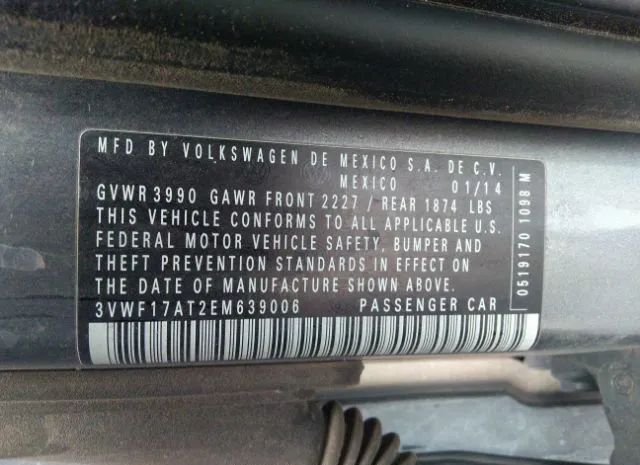 MFD BY VOLKSWAGEN DE MEXICO S.A. DE C.V.
MEXICO 01/14
GVWR 3990 GAWR FRONT 2227 / REAR 1874 LBS
THIS VEHICLE CONFORMS TO ALL APPLICABLE U.S.
FEDERAL MOTOR VEHICLE SAFETY, BUMPER AND
THEFT PREVENTION STANDARDS IN EFFECT ON
THE DATE OF MANUFACTURE SHOWN ABOVE.
3VWF17AT2EM639006 PASSENGER CAR
0519170 1098 M